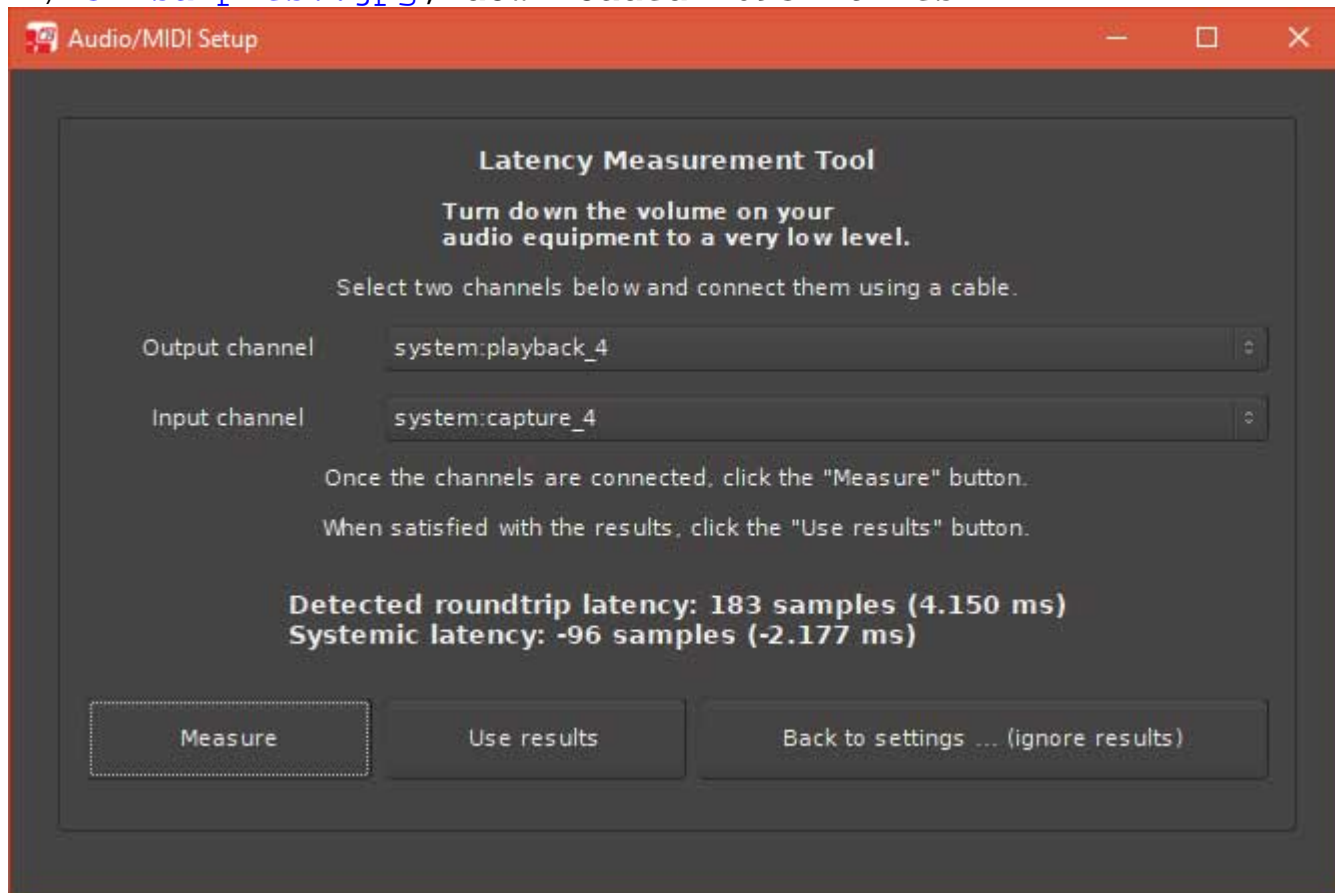 Audio/MIDI Setup
Latency Measurement Tool
Turn down the volume on your
audio equipment to a very low level.
Select two channels below and connect them using a cable.
Output channel system:playback_4
Input channel system:capture_4
Once the channels are connected, click the "Measure" button.
When satisfied with the results, click the "Use results" button.
Detected roundtrip latency: 183 samples (4.150 ms)
Systemic latency: -96 samples (-2.177 ms)
Measure Use results Back to settings ... (ignore results)